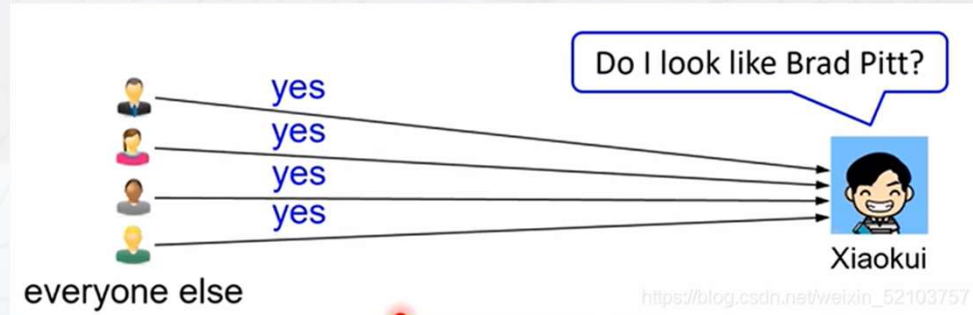 Do I look like Brad Pitt?
yes
yes
yes
yes
Xiaokui
everyone else
https://blog.csdn.net/weixin_52103757